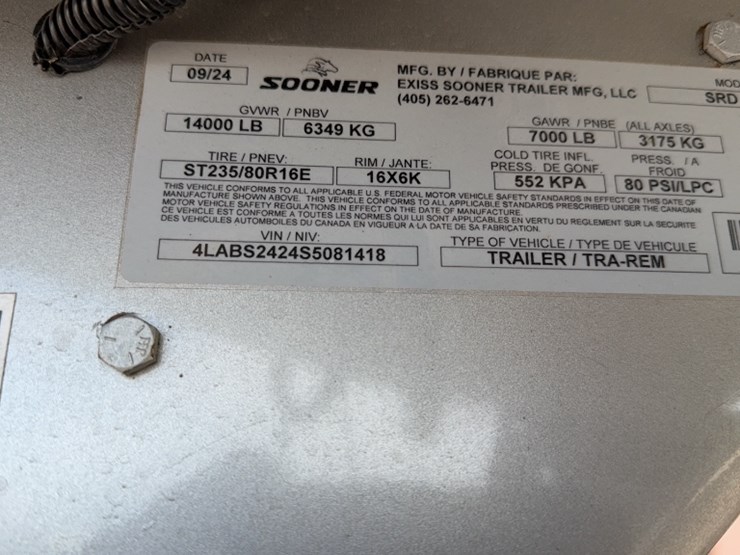 DATE
09/24
SOONER
MFG. BY / FABRIQUE PAR:
EXISS SOONER TRAILER MFG, LLC
(405) 262-6471
MOD
SRD
GVWR / PNBV
14000 LB 6349 KG
GAWR / PNBE (ALL AXLES)
7000 LB 3175 KG
TIRE / PNEV:
ST235/80R16E
RIM / JANTE:
16X6K
COLD TIRE INFL.
PRESS. DE GONF.
552 KPA
PRESS. / A
FROID
80 PSI/LPC
THIS VEHICLE CONFORMS TO ALL APPLICABLE U.S. FEDERAL MOTOR VEHICLE SAFETY STANDARDS IN EFFECT ON THIS DATE OF
MANUFACTURE SHOWN ABOVE. THIS VEHICLE CONFORMS TO ALL APPLICABLE STANDARDS PRESCRIBED UNDER THE CANADIAN
MOTOR VEHICLE SAFETY REGULATIONS IN EFFECT ON THE DATE OF MANUFACTURE.
CE VEHICLE EST CONFORME A TOUTES LES NORMES QUI LUI SONT APPLICABLES EN VERTU DU REGLEMENT SUR LA SECURITE
DES VEHICULES AUTOMBOILES DU CANADA EN VIGUEUR A LA DATE DE SA FABRICATION.
VIN / NIV:
4LABS2424S5081418
TYPE OF VEHICLE / TYPE DE VEHICULE
TRAILER / TRA-REM